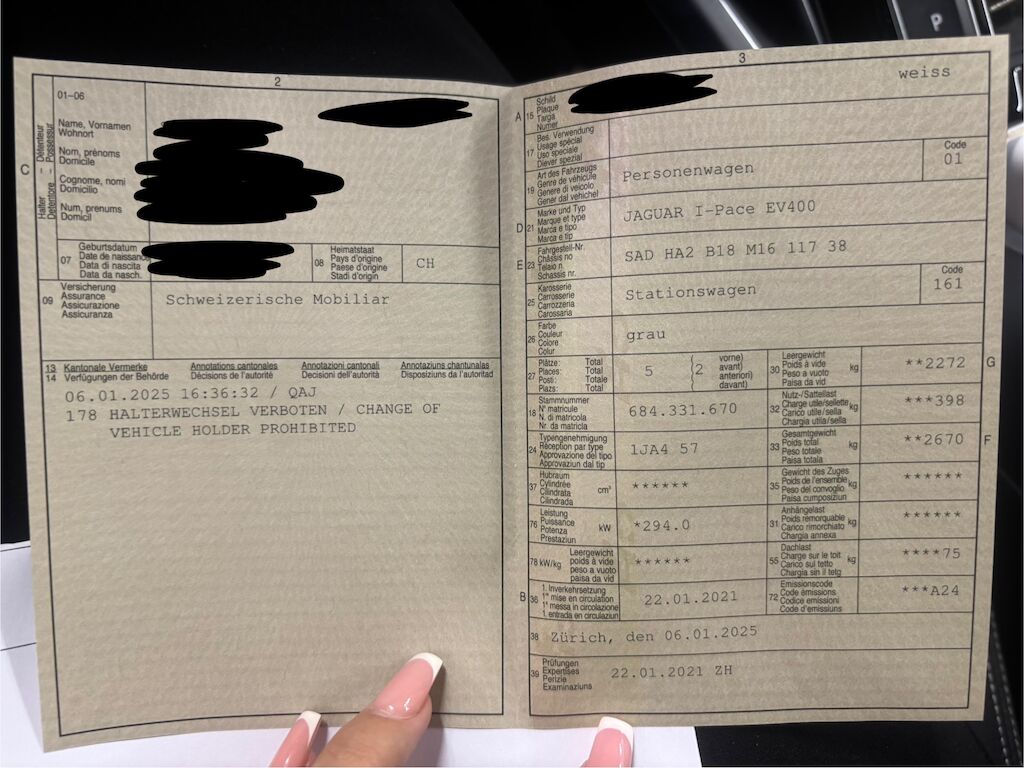 2
01–06
Name, Vornamen
Wohnort
Nom, prénoms
Domicile
Cognome, nomi
Domicilio
Num, prenums
Domicil
C
Halter – Détenteur
Detentore – Possessur
07
Geburtsdatum
Date de naissance
Data di nascita
Data da nasch.
08
Heimatstaat
Pays d'origine
Paese d'origine
Stadi d'origin
CH
09
Versicherung
Assurance
Assicurazione
Assicuranza
Schweizerische Mobiliar
13 Kantonale Vermerke Annotations cantonales Annotazioni cantonali Annotaziuns chantunalas
14 Verfügungen der Behörde Décisions de l'autorité Decisioni dell'autorità Disposiziuns da l'autoritad
06.01.2025 16:36:32 / QAJ
178 HALTERWECHSEL VERBOTEN / CHANGE OF
VEHICLE HOLDER PROHIBITED
3
A 15
Schild
Plaque
Targa
Numer
weiss
17
Bes. Verwendung
Usage spécial
Uso speciale
Diever spezial
19
Art des Fahrzeugs
Genre de véhicule
Genere di veicolo
Gener dal vehichel
Personenwagen
Code
01
D 21
Marke und Typ
Marque et type
Marca e tipo
Marca e tip
JAGUAR I-Pace EV400
E 23
Fahrgestell-Nr.
Châssis no
Telaio n.
Schassis nr.
SAD HA2 B18 M16 117 38
25
Karosserie
Carrosserie
Carrozzeria
Carossaria
Stationswagen
Code
161
26
Farbe
Couleur
Colore
Colur
grau
27
Plätze: Total
Places: Total
Posti: Totale
Plazs: Total
5
(2
vorne)
avant)
anteriori)
davant)
30
Leergewicht
Poids à vide
Peso a vuoto
Paisa da vid
kg
**2272
G
18
Stammnummer
N° matricule
N. di matricola
Nr. da matricla
684.331.670
32
Nutz-/Sattellast
Charge utile/sellette
Carico utile/sella
Chargia utila/sella
kg
***398
24
Typengenehmigung
Réception par type
Approvazione del tipo
Approvaziun dal tip
1JA4 57
33
Gesamtgewicht
Poids total
Peso totale
Paisa totala
kg
**2670
F
37
Hubraum
Cylindrée
Cilindrata
Cilindrada
cm³
******
35
Gewicht des Zuges
Poids de l'ensemble
Peso del convoglio
Paisa cumposiziun
kg
******
76
Leistung
Puissance
Potenza
Prestaziun
kW
*294.0
31
Anhängelast
Poids remorquable
Carico rimorchiato
Chargia annexa
kg
******
78 kW/kg
Leergewicht
poids à vide
peso a vuoto
paisa da vid
******
55
Dachlast
Charge sur le toit
Carico sul tetto
Chargia sin il tetg
kg
****75
B 36
1. Inverkehrsetzung
1re mise en circulation
1a messa in circolazione
1. entrada en circulaziun
22.01.2021
72
Emissionscode
Code émissions
Codice emissioni
Code d'emissiuns
***A24
38
Zürich, den 06.01.2025
39
Prüfungen
Expertises
Perizie
Examinaziuns
22.01.2021 ZH
P